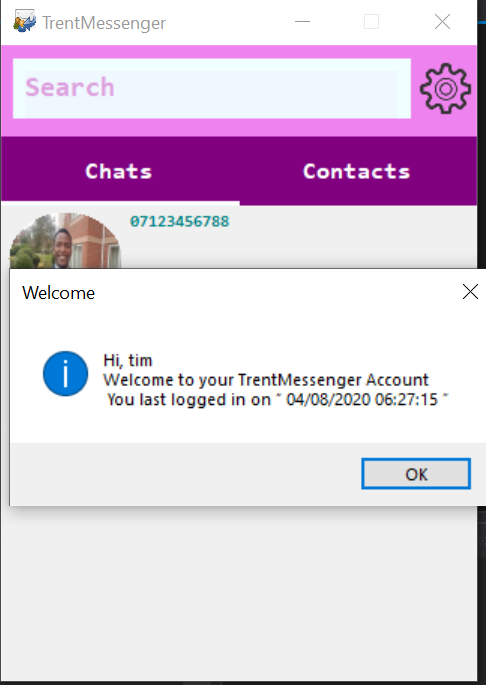 TrentMessenger
Search
Chats
Contacts
07123456788
Welcome
Hi, tim
Welcome to your TrentMessenger Account
You last logged in on " 04/08/2020 06:27:15 "
OK